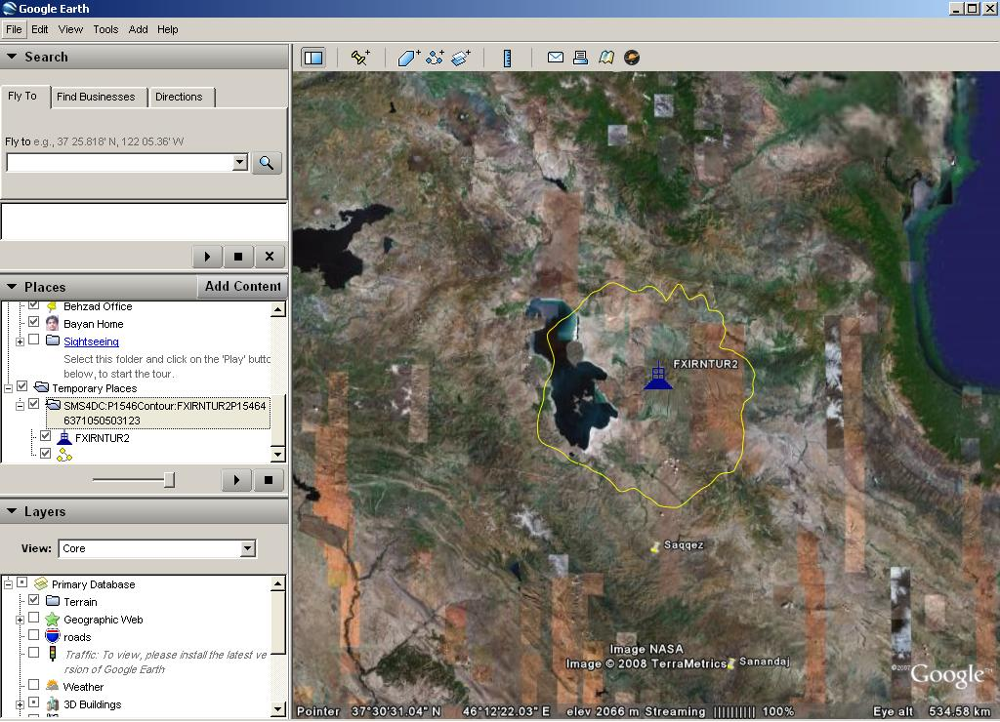 Google Earth
File Edit View Tools Add Help
Search
Fly To Find Businesses Directions
Fly to e.g., 37 25.818' N, 122 05.36' W
Places Add Content
Behzad Office
Bayan Home
Sightseeing
Select this folder and click on the 'Play' butto
below, to start the tour.
Temporary Places
SMS4DC:P1546Contour:FXIRNTUR2P15464
6371050503123
FXIRNTUR2
Layers
View: Core
Primary Database
Terrain
Geographic Web
roads
Traffic: To view, please install the latest ve
rsion of Google Earth
Weather
3D Buildings
FXIRNTUR2
Saqqez
Sanandaj
Image NASA
Image © 2008 TerraMetrics
©2007 Google™
Pointer 37°30'31.04" N 46°12'22.03" E elev 2066 m Streaming |||||||||| 100% Eye alt 534.58 km